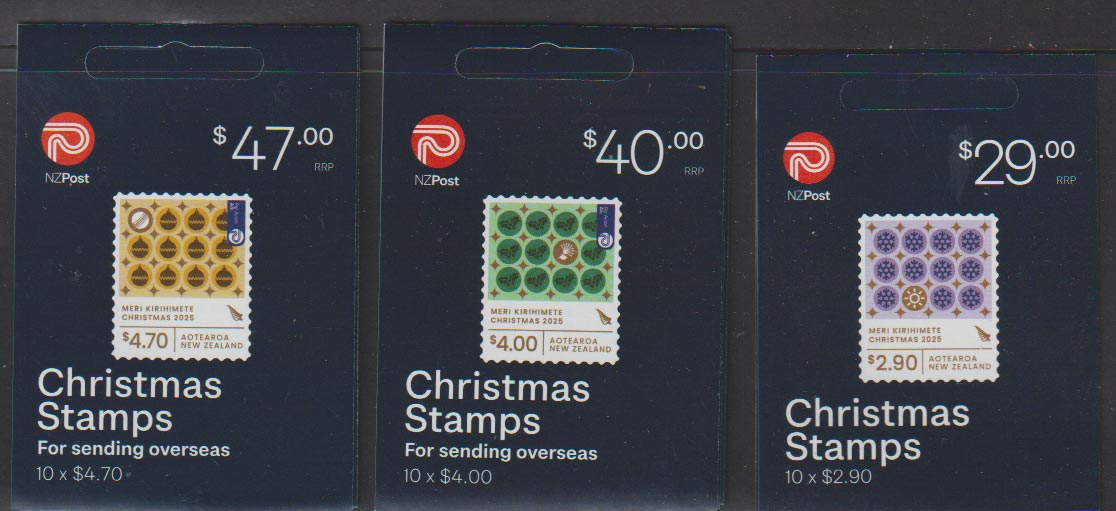 $47.00
RRP
NZPost
MERI KIRIHIMETE
CHRISTMAS 2025
$4.70
AOTEAROA
NEW ZEALAND
Christmas
Stamps
For sending overseas
10 x $4.70
$40.00
RRP
NZPost
MERI KIRIHIMETE
CHRISTMAS 2025
$4.00
AOTEAROA
NEW ZEALAND
Christmas
Stamps
For sending overseas
10 x $4.00
$29.00
RRP
NZPost
MERI KIRIHIMETE
CHRISTMAS 2025
$2.90
AOTEAROA
NEW ZEALAND
Christmas
Stamps
10 x $2.90